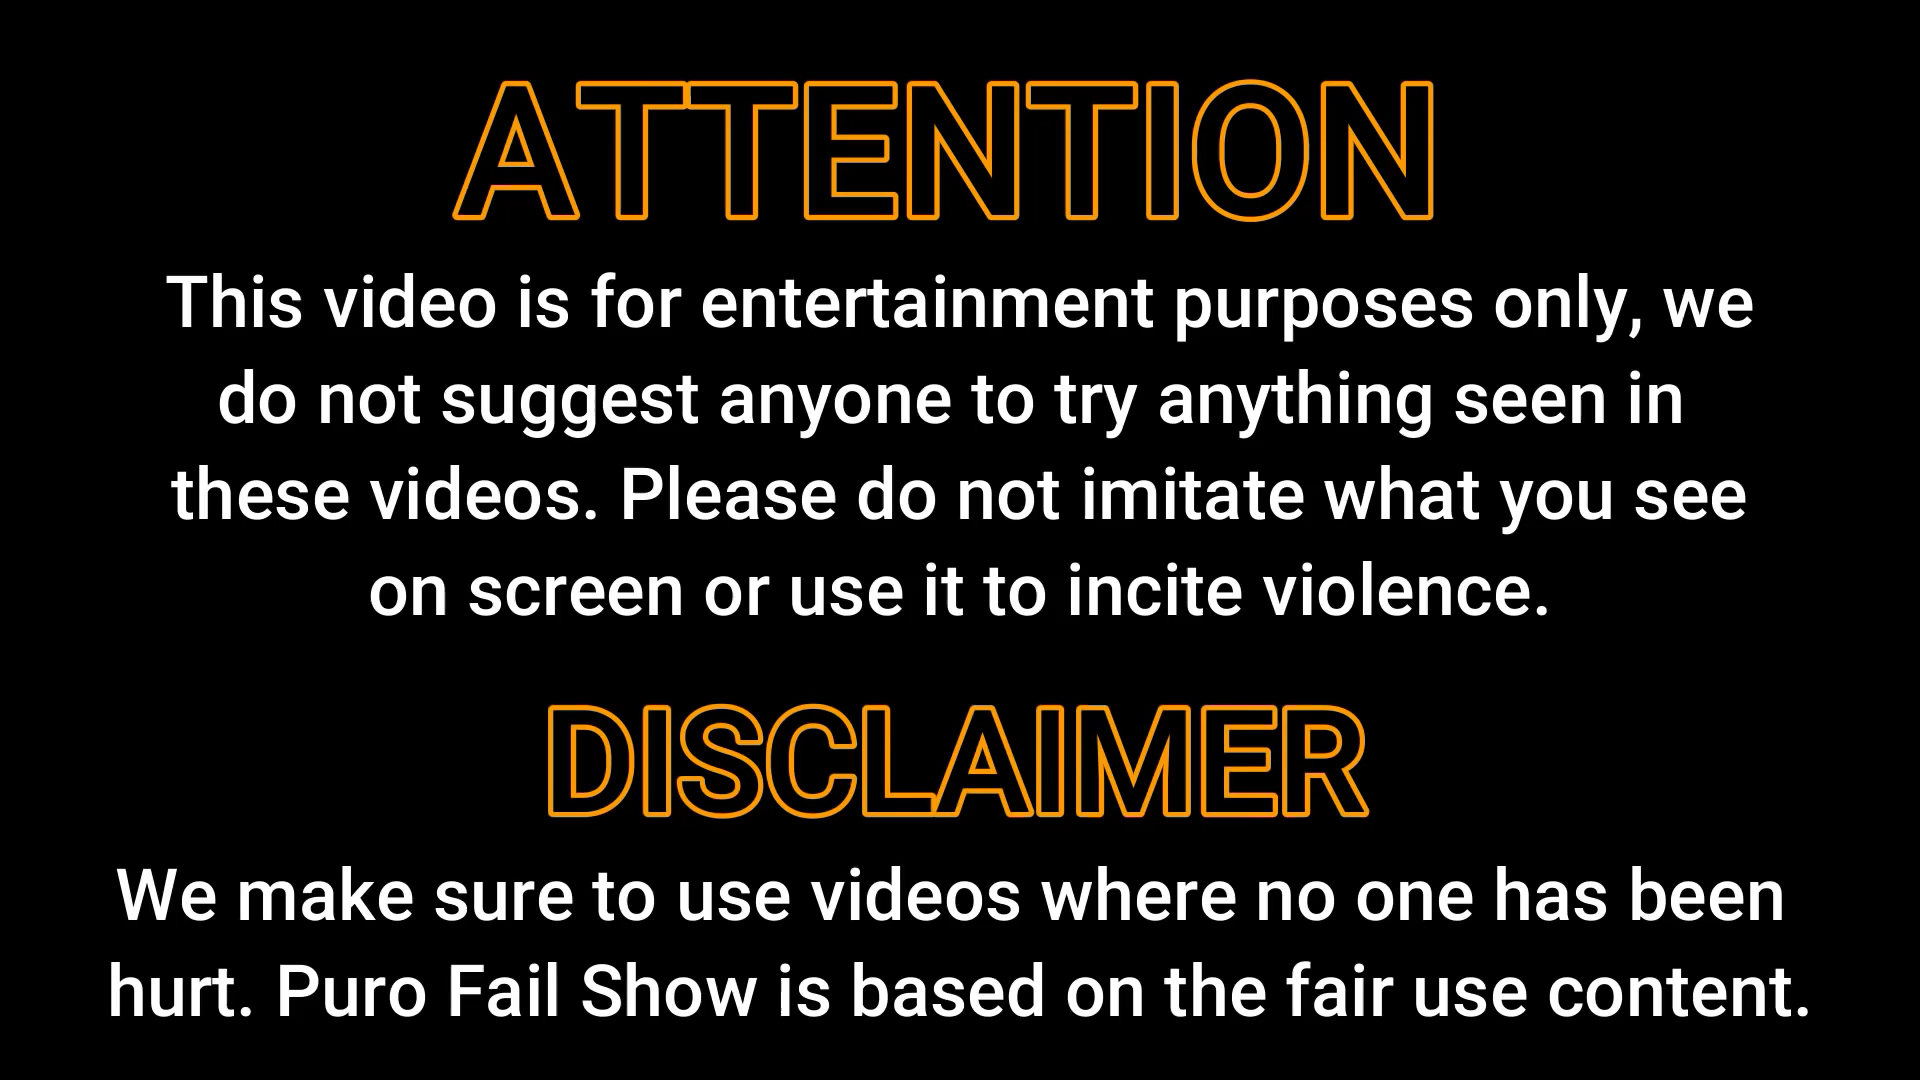 ATTENTION
This video is for entertainment purposes only, we
do not suggest anyone to try anything seen in
these videos. Please do not imitate what you see
on screen or use it to incite violence.
DISCLAIMER
We make sure to use videos where no one has been
hurt. Puro Fail Show is based on the fair use content.